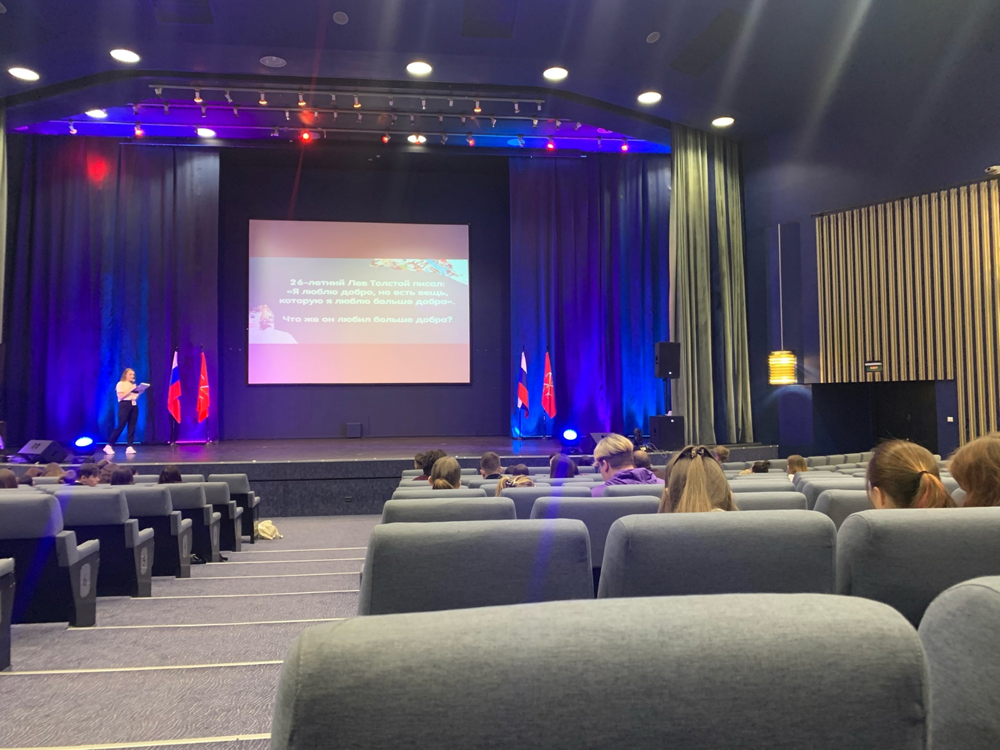 26-летний Лев Толстой писал:
«Я люблю добро, но есть вещь,
которую я люблю больше добра».
Что же он любил больше добра?